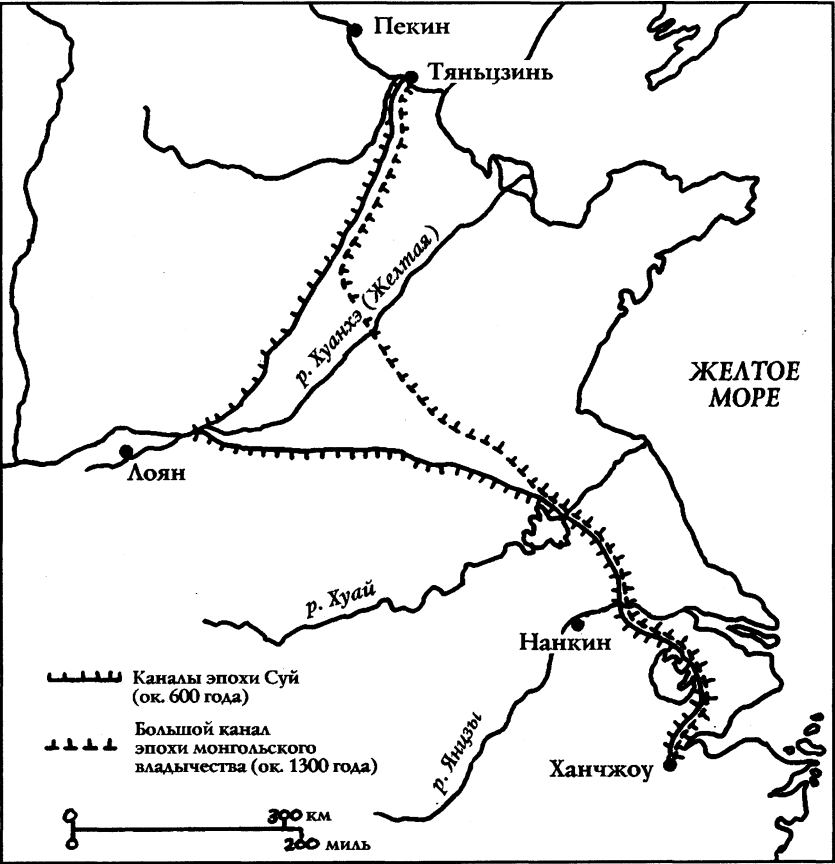 Пекин
Тяньцзинь
р. Хуанхэ (Желтая)
ЖЕЛТОЕ
МОРЕ
Лоян
р. Хуай
Нанкин
р. Янцзы
Ханчжоу
Каналы эпохи Суй
(ок. 600 года)
Большой канал
эпохи монгольского
владычества (ок. 1300 года)
0 300 км
0 200 миль